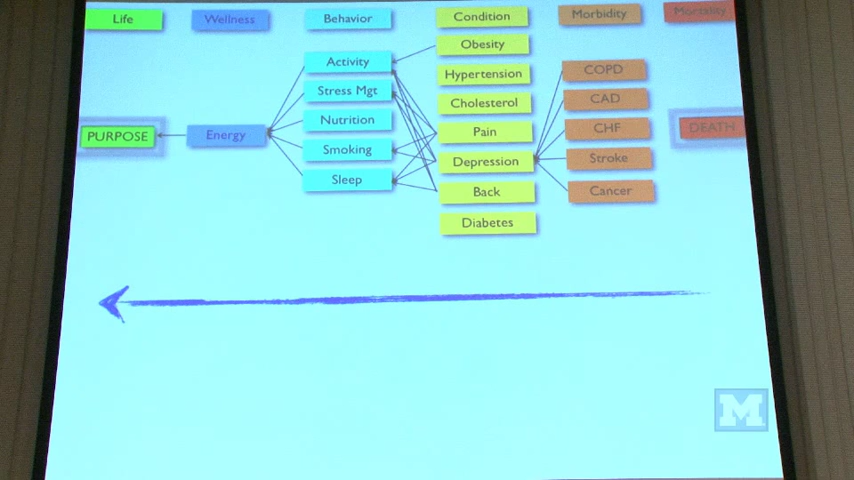 Life Wellness Behavior Condition Morbidity Mortality
Obesity
Activity
Hypertension COPD
Stress Mgt
Cholesterol CAD
Nutrition
PURPOSE Energy Pain CHF DEATH
Smoking
Depression Stroke
Sleep
Back Cancer
Diabetes
M